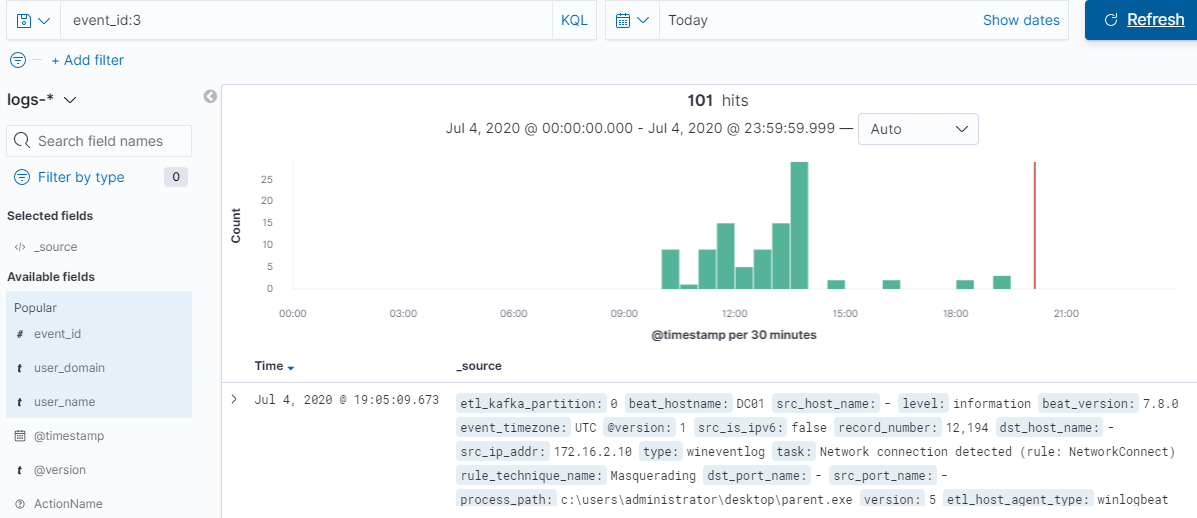 event_id:3 KQL Today Show dates Refresh
+ Add filter
logs-*
101 hits
Jul 4, 2020 @ 00:00:00.000 - Jul 4, 2020 @ 23:59:59.999 — Auto
Search field names
Filter by type 0
Selected fields
_source
Available fields
Popular
# event_id
t user_domain
t user_name
@timestamp
t @version
ActionName
Count
25
20
15
10
5
0
00:00 03:00 06:00 09:00 12:00 15:00 18:00 21:00
@timestamp per 30 minutes
Time _source
Jul 4, 2020 @ 19:05:09.673
etl_kafka_partition: 0 beat_hostname: DC01 src_host_name: - level: information beat_version: 7.8.0
event_timezone: UTC @version: 1 src_is_ipv6: false record_number: 12,194 dst_host_name: -
src_ip_addr: 172.16.2.10 type: wineventlog task: Network connection detected (rule: NetworkConnect)
rule_technique_name: Masquerading dst_port_name: - src_port_name: -
process_path: c:\users\administrator\desktop\parent.exe version: 5 etl_host_agent_type: winlogbeat